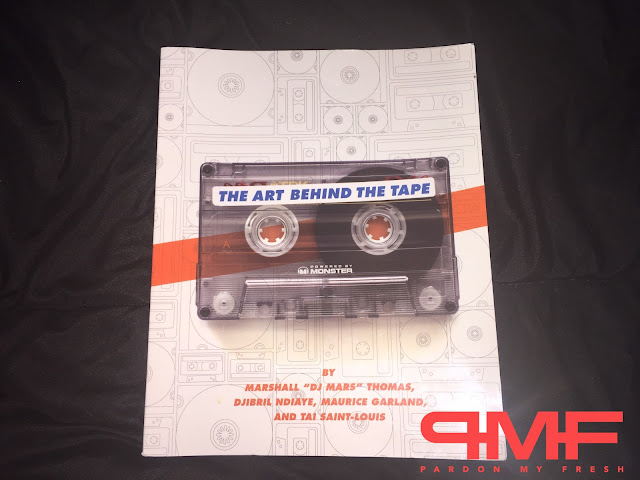 THE ART BEHIND THE TAPE
A
POWERED BY
MONSTER
BY
MARSHALL "DJ MARS" THOMAS,
DJIBRIL NDIAYE, MAURICE GARLAND,
AND TAI SAINT-LOUIS
PMF
PARDON MY FRESH